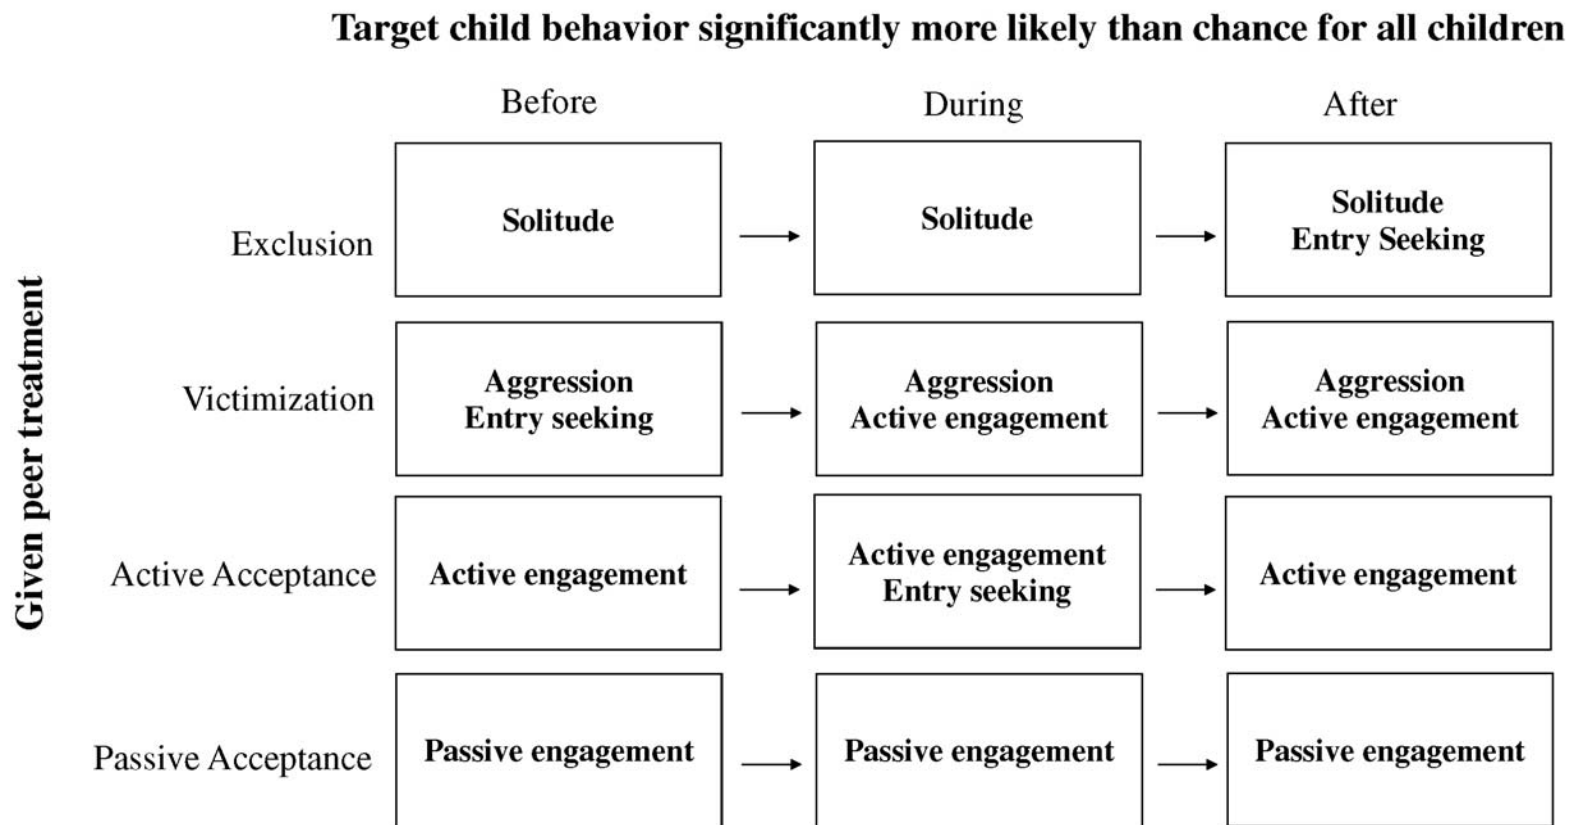 Target child behavior significantly more likely than chance for all children
Before
During
After
Given peer treatment
Exclusion
Solitude
Solitude
Solitude
Entry Seeking
Victimization
Aggression
Entry seeking
Aggression
Active engagement
Aggression
Active engagement
Active Acceptance
Active engagement
Active engagement
Entry seeking
Active engagement
Passive Acceptance
Passive engagement
Passive engagement
Passive engagement